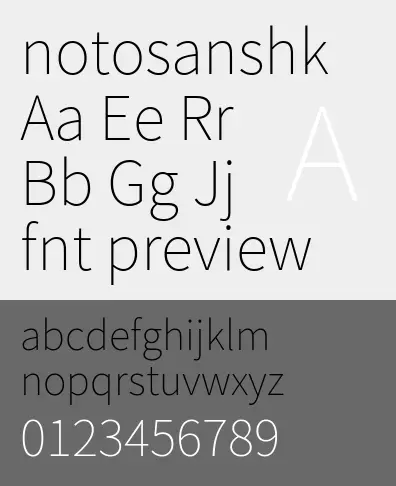 notosanshk
Aa Ee Rr
A
Bb Gg Jj
fnt preview
abcdefghijklm
nopqrstuvwxyz
0123456789